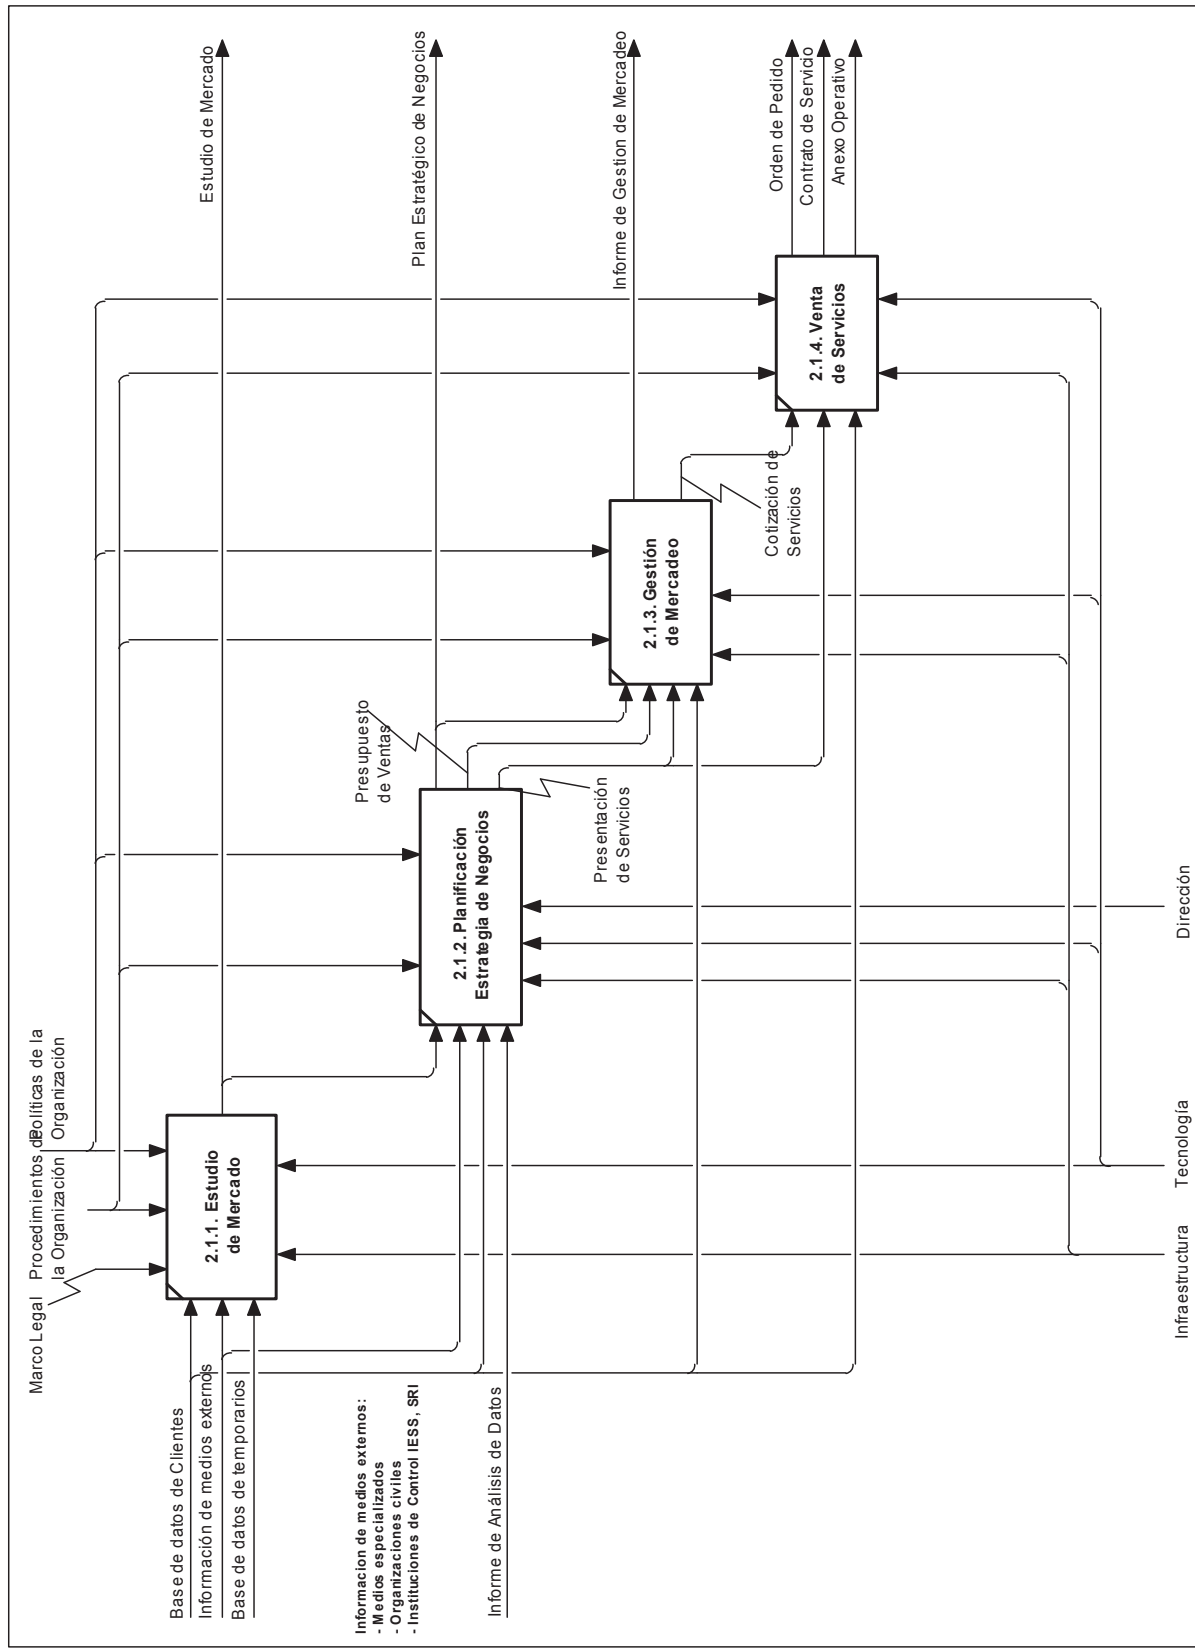 Marco Legal
Procedimientos de
la Organización
Políticas de la
Organización
Base de datos de Clientes
Información de medios externos
Base de datos de temporarios
Informacion de medios externos:
- Medios especializados
- Organizaciones civiles
- Instituciones de Control IESS, SRI
Informe de Análisis de Datos
2.1.1. Estudio
de Mercado
2.1.2. Planificación
Estrategia de Negocios
Presupuesto
de Ventas
Presentación
de Servicios
2.1.3. Gestión
de Mercadeo
Cotización de
Servicios
2.1.4. Venta
de Servicios
Estudio de Mercado
Plan Estratégico de Negocios
Informe de Gestion de Mercadeo
Orden de Pedido
Contrato de Servicio
Anexo Operativo
Infraestructura
Tecnología
Dirección